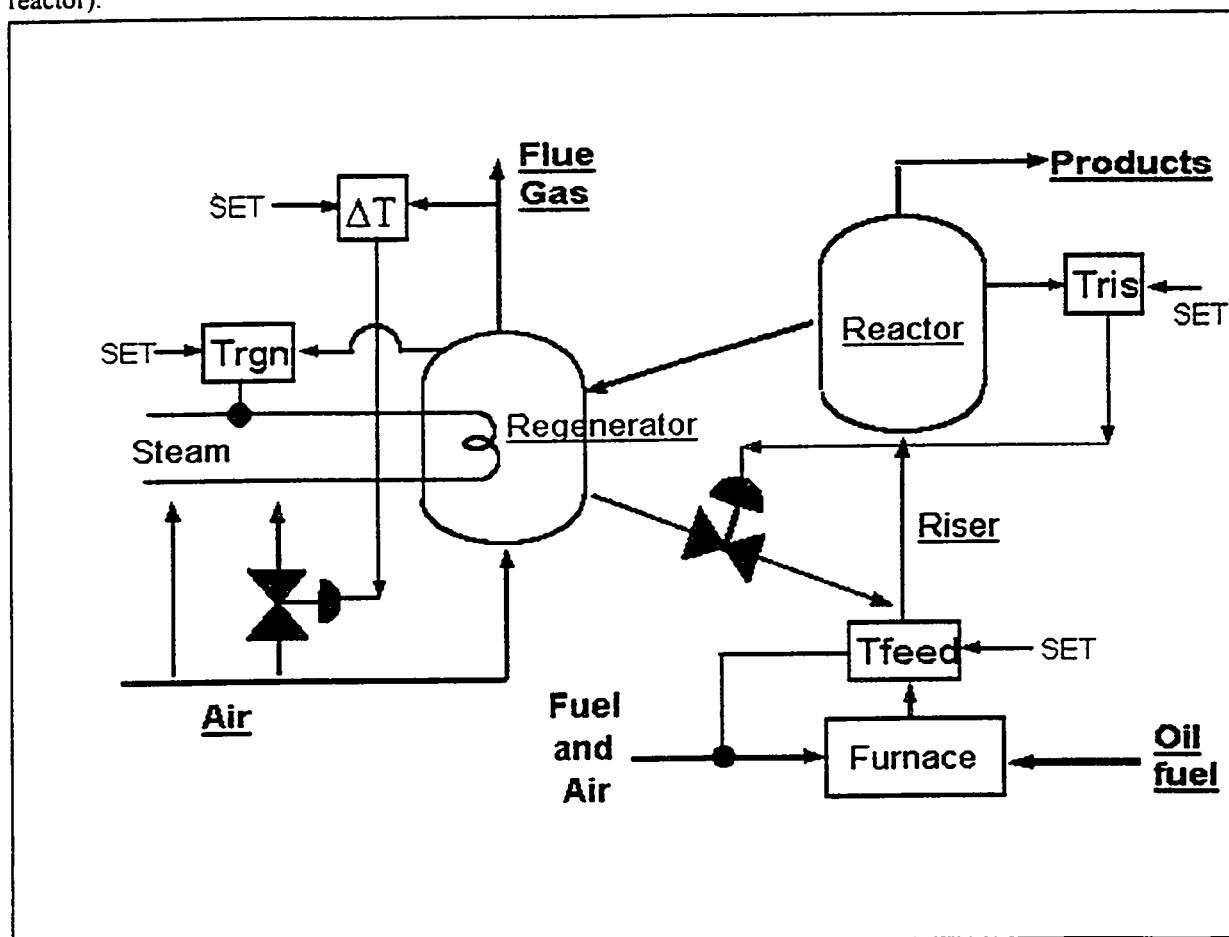 reactor).
Flue
Gas
Products
SET
ΔT
Tris
SET
Reactor
SET
Trgn
Regenerator
Steam
Riser
Tfeed
SET
Air
Fuel
and
Air
Furnace
Oil
fuel